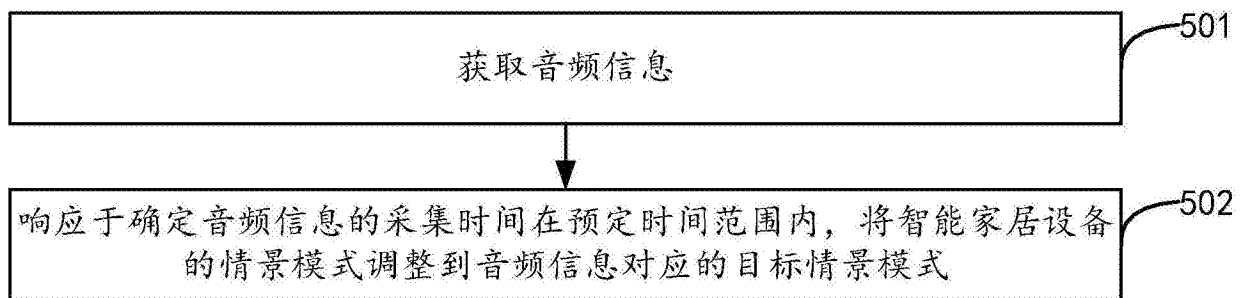 获取音频信息
501
响应于确定音频信息的采集时间在预定时间范围内，将智能家居设备
的情景模式调整到音频信息对应的目标情景模式
502